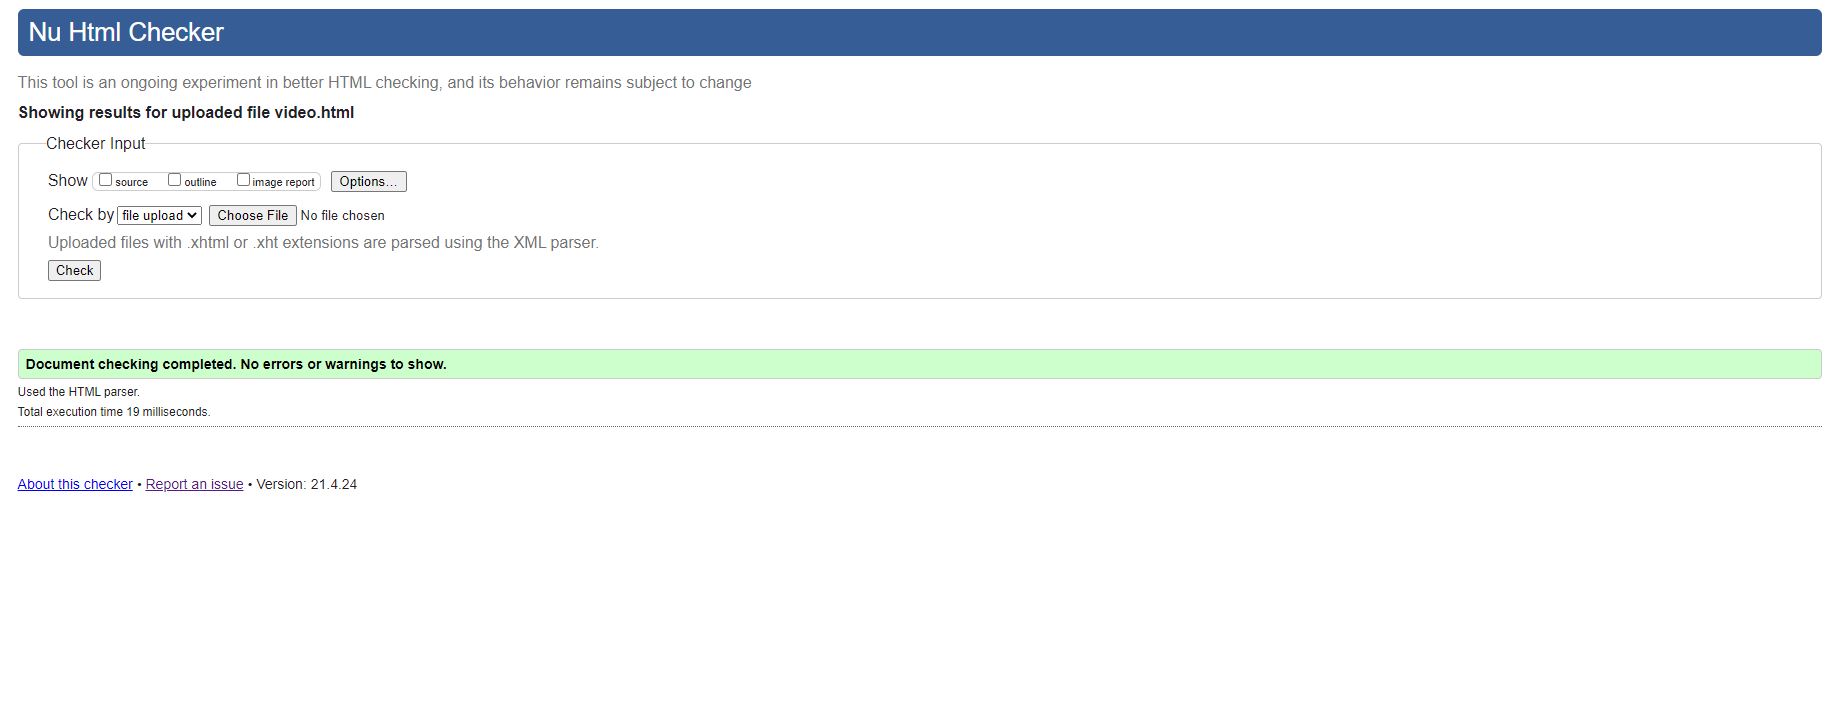 Nu Html Checker
This tool is an ongoing experiment in better HTML checking, and its behavior remains subject to change
Showing results for uploaded file video.html
Checker Input
Show source outline image report Options...
Check by file upload Choose File No file chosen
Uploaded files with .xhtml or .xht extensions are parsed using the XML parser.
Check
Document checking completed. No errors or warnings to show.
Used the HTML parser.
Total execution time 19 milliseconds.
About this checker • Report an issue • Version: 21.4.24